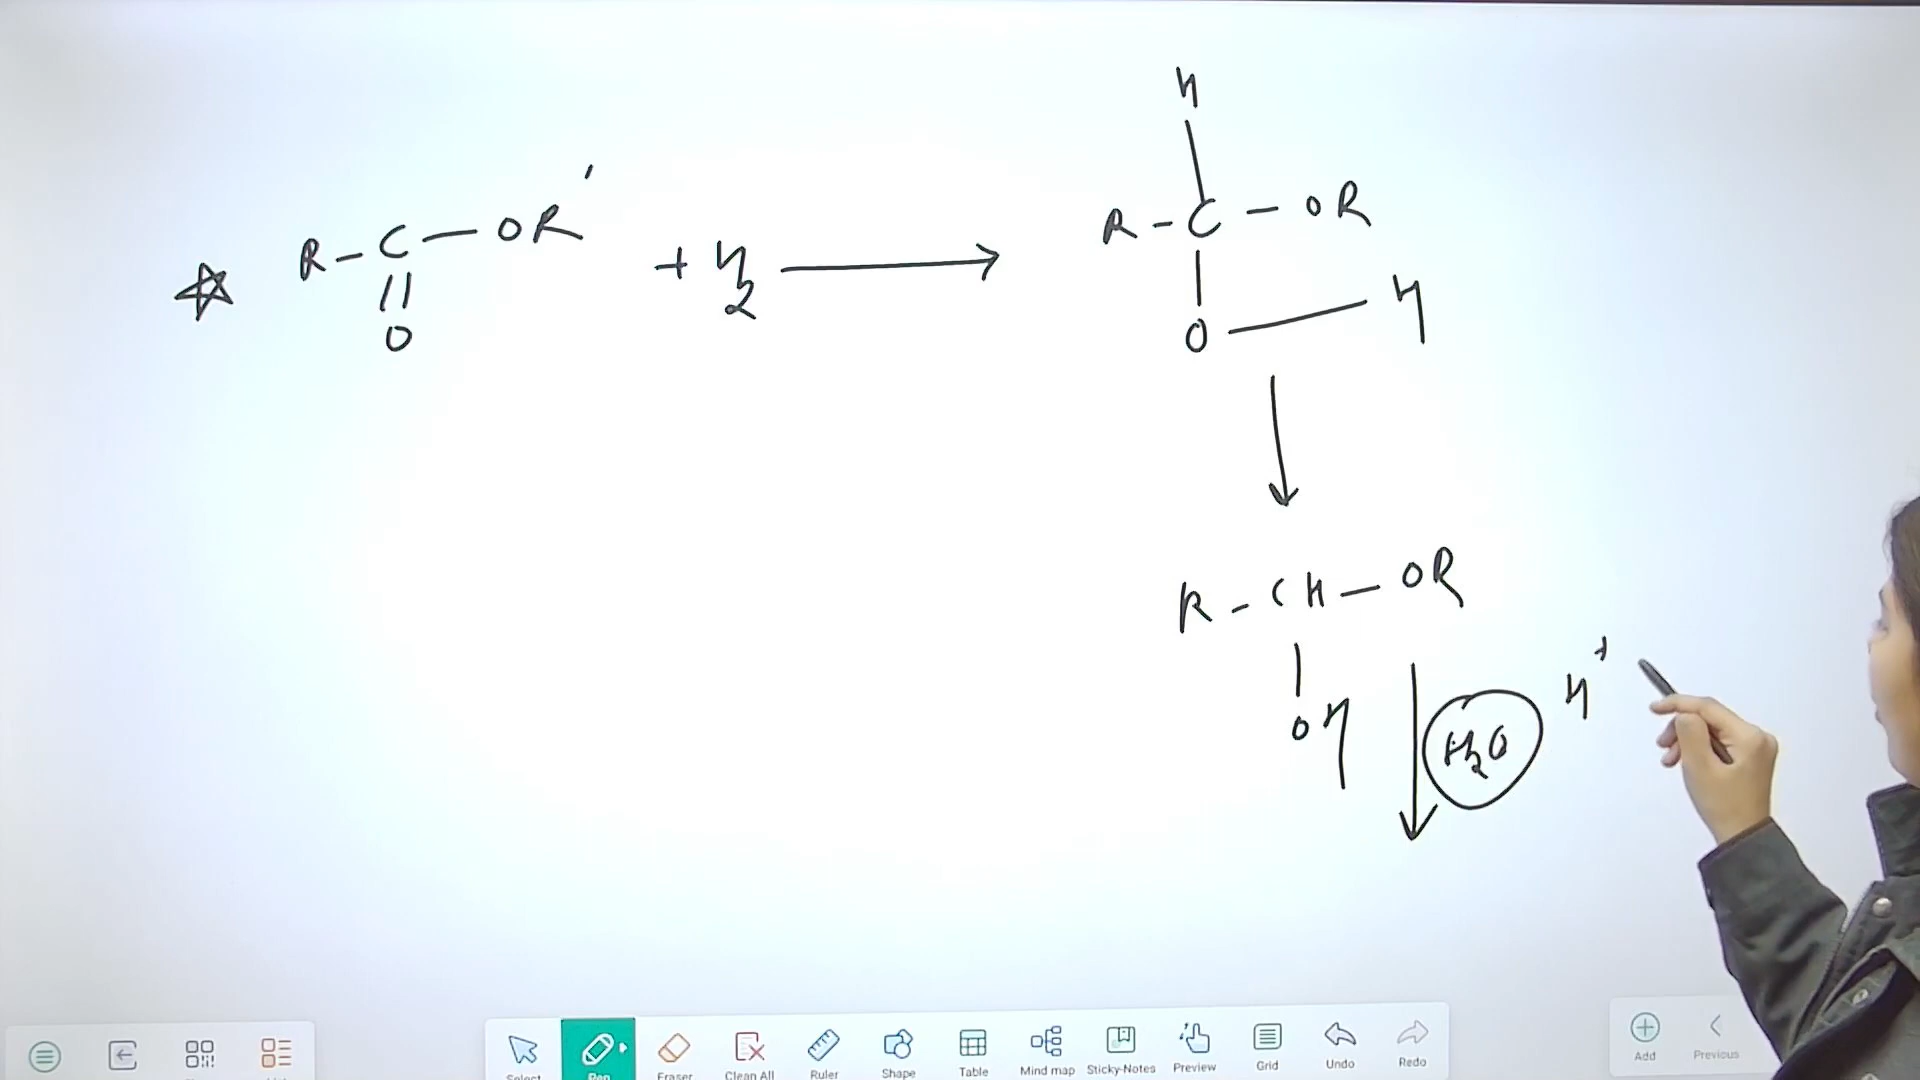 R - C — OR'
||
O
+ H2 →
H
|
R - C - OR
|
O — H
↓
R - CH — OR
|
OH
↓ H2O H+
Select
Pen
Eraser
Clean All
Ruler
Shape
Table
Mind map
Sticky-Notes
Preview
Grid
Undo
Redo
Add
Previous